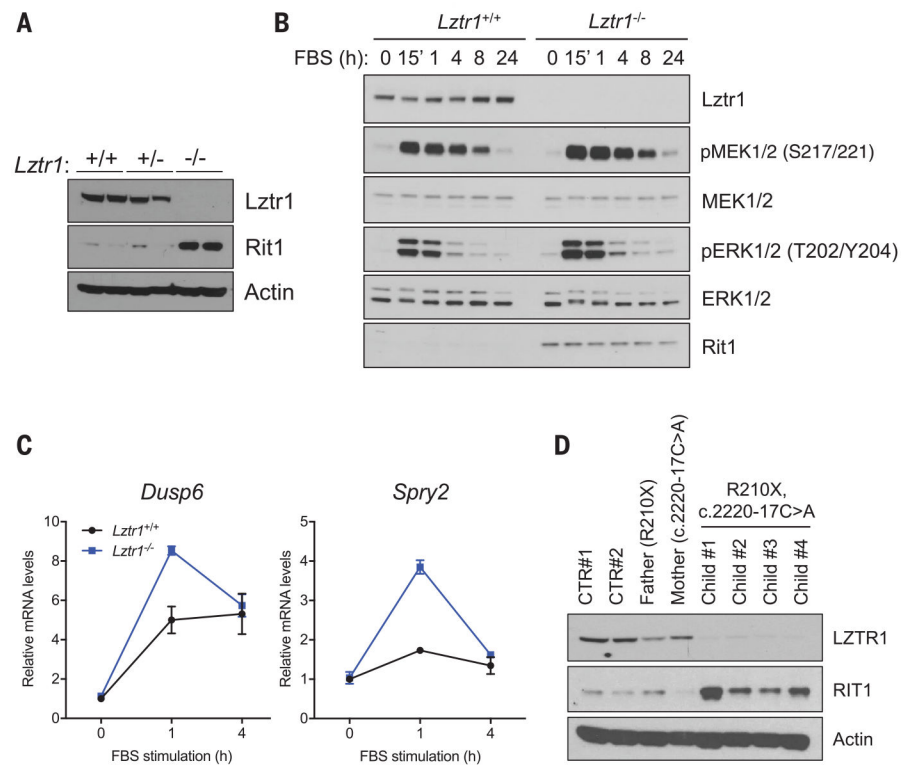 A
Lztr1: +/+ +/- -/-
Lztr1
Rit1
Actin
B
Lztr1+/+ Lztr1-/-
FBS (h): 0 15' 1 4 8 24 0 15' 1 4 8 24
Lztr1
pMEK1/2 (S217/221)
MEK1/2
pERK1/2 (T202/Y204)
ERK1/2
Rit1
C
Dusp6
Relative mRNA levels
10
8
6
4
2
0
Lztr1+/+
Lztr1-/-
0 1 4
FBS stimulation (h)
Spry2
Relative mRNA levels
5
4
3
2
1
0
0 1 4
FBS stimulation (h)
D
CTR#1
CTR#2
Father (R210X)
Mother (c.2220-17C>A)
R210X,
c.2220-17C>A
Child #1
Child #2
Child #3
Child #4
LZTR1
RIT1
Actin